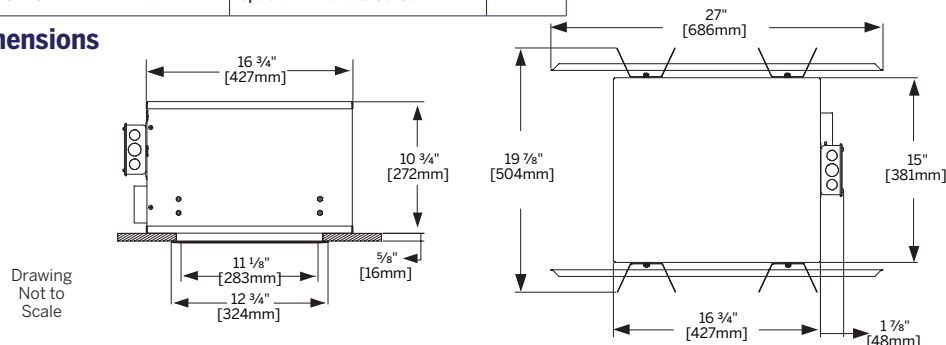 mensions
16 ¾"
[427mm]
10 ¾"
[272mm]
⅝"
[16mm]
11 ⅛"
[283mm]
12 ¾"
[324mm]
Drawing
Not to
Scale
27"
[686mm]
19 ⅞"
[504mm]
15"
[381mm]
16 ¾"
[427mm]
1 ⅞"
[48mm]